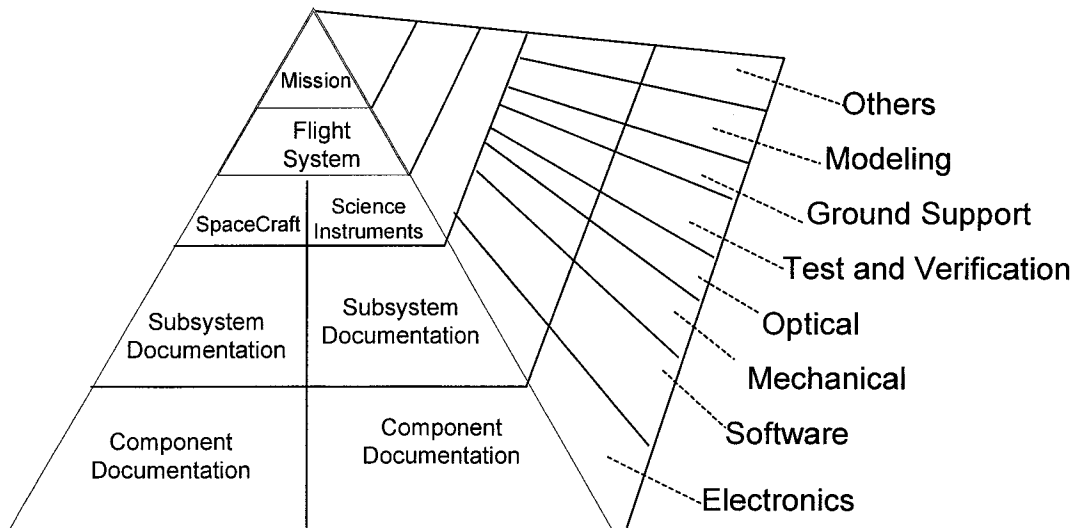 Mission
Flight
System
SpaceCraft
Science
Instruments
Subsystem
Documentation
Subsystem
Documentation
Component
Documentation
Component
Documentation
Others
Modeling
Ground Support
Test and Verification
Optical
Mechanical
Software
Electronics